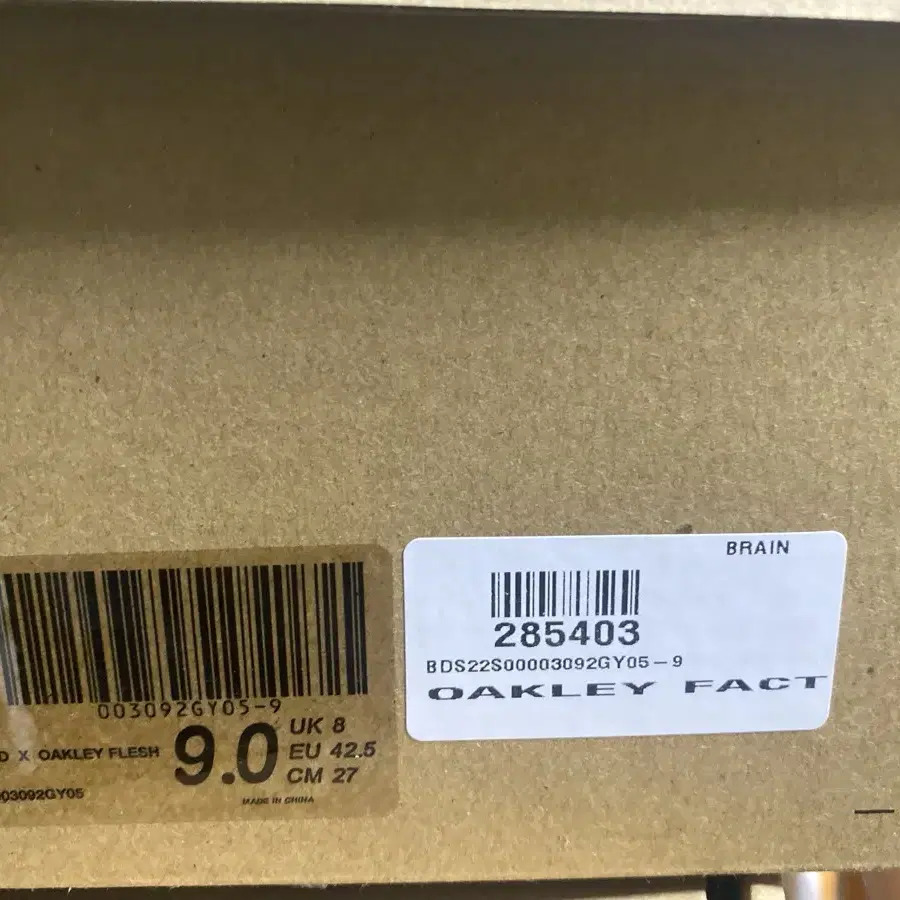 003092GY05-9
D X OAKLEY FLESH
9.0
UK 8
EU 42.5
CM 27
03092GY05
MADE IN CHINA
BRAIN
285403
BDS22S00003092GY05-9
OAKLEY FACT